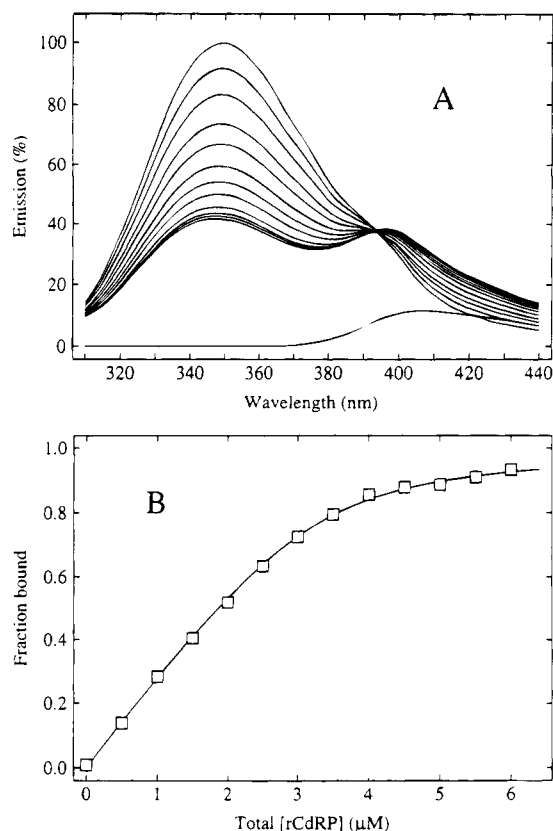 100
80
60
40
20
0
Emission (%)
A
320 340 360 380 400 420 440
Wavelength (nm)
1.0
0.8
0.6
0.4
0.2
0.0
Fraction bound
B
0 1 2 3 4 5 6
Total [rCdRP] (µM)